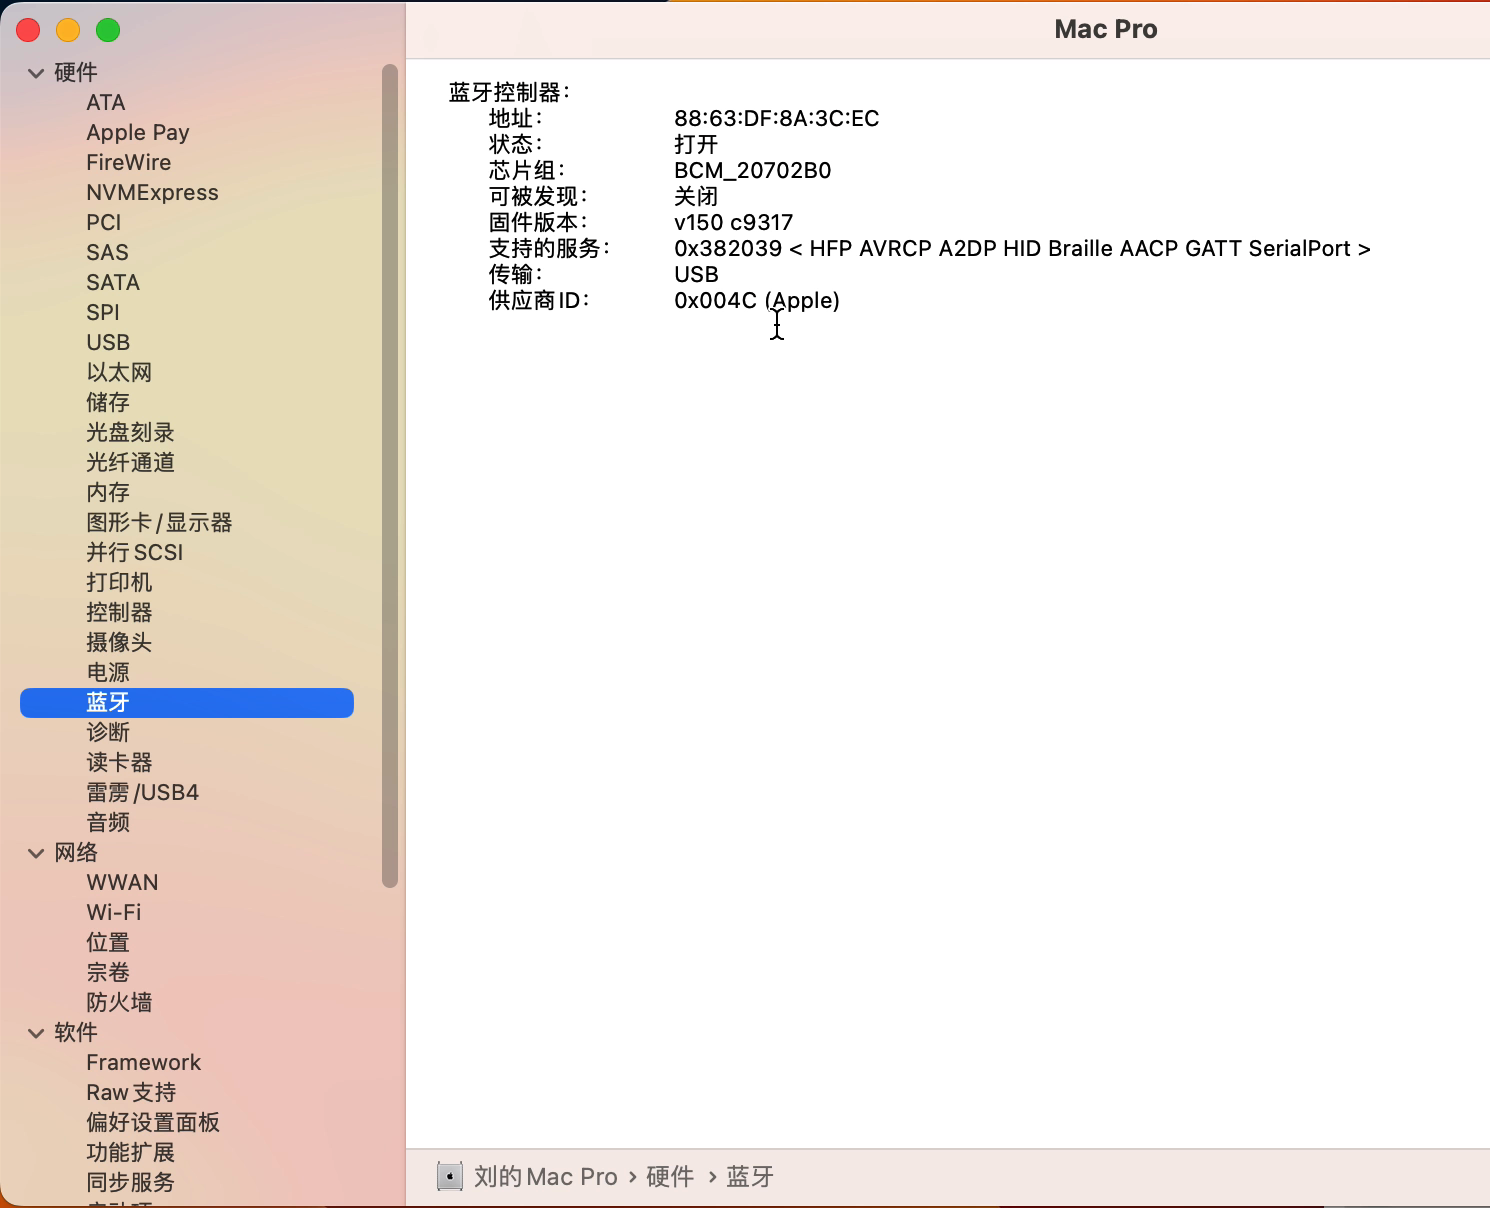 Mac Pro
硬件
ATA
Apple Pay
FireWire
NVMExpress
PCI
SAS
SATA
SPI
USB
以太网
储存
光盘刻录
光纤通道
内存
图形卡/显示器
并行SCSI
打印机
控制器
摄像头
电源
蓝牙
诊断
读卡器
雷雳/USB4
音频
网络
WWAN
Wi-Fi
位置
宗卷
防火墙
软件
Framework
Raw支持
偏好设置面板
功能扩展
同步服务
蓝牙控制器：
地址： 88:63:DF:8A:3C:EC
状态： 打开
芯片组： BCM_20702B0
可被发现： 关闭
固件版本： v150 c9317
支持的服务： 0x382039 < HFP AVRCP A2DP HID Braille AACP GATT SerialPort >
传输： USB
供应商ID： 0x004C (Apple)
刘的Mac Pro › 硬件 › 蓝牙